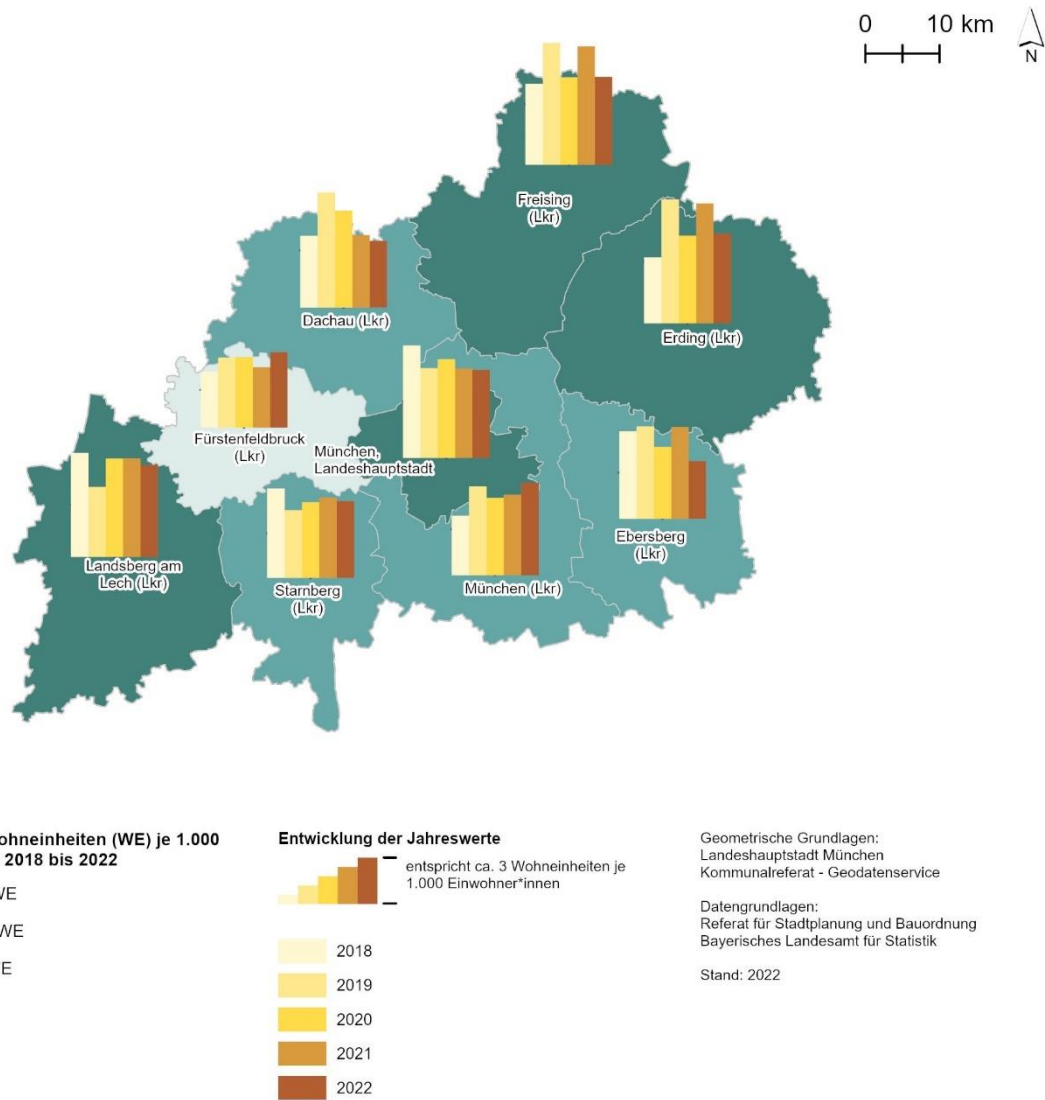 0 10 km
N
Freising
(Lkr)
Dachau (Lkr)
Erding (Lkr)
Fürstenfeldbruck
(Lkr)
München,
Landeshauptstadt
Ebersberg
(Lkr)
Landsberg am
Lech (Lkr)
Starnberg
(Lkr)
München (Lkr)
ohneinheiten (WE) je 1.000
2018 bis 2022
WE
WE
E
Entwicklung der Jahreswerte
entspricht ca. 3 Wohneinheiten je
1.000 Einwohner*innen
2018
2019
2020
2021
2022
Geometrische Grundlagen:
Landeshauptstadt München
Kommunalreferat - Geodatenservice
Datengrundlagen:
Referat für Stadtplanung und Bauordnung
Bayerisches Landesamt für Statistik
Stand: 2022